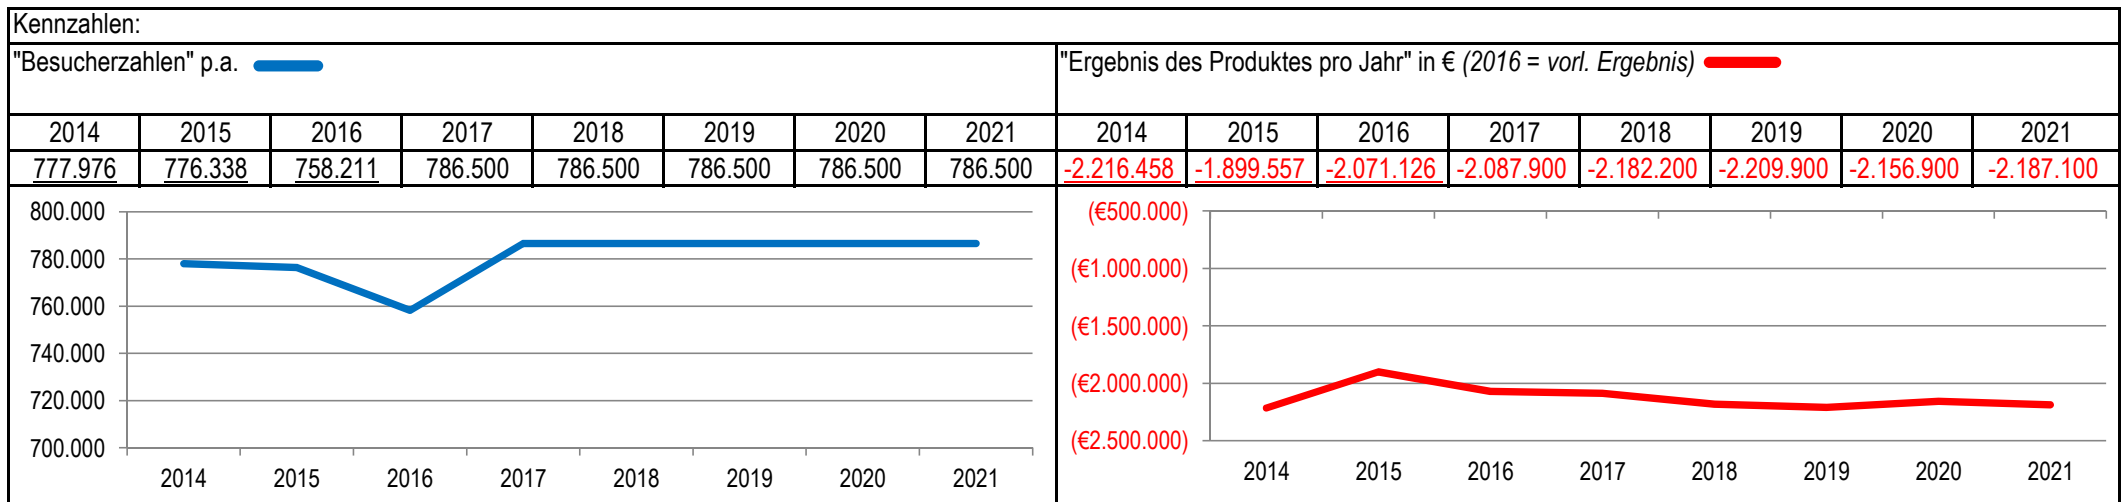 Kennzahlen:
"Besucherzahlen" p.a.
"Ergebnis des Produktes pro Jahr" in € (2016 = vorl. Ergebnis)
2014 2015 2016 2017 2018 2019 2020 2021
777.976 776.338 758.211 786.500 786.500 786.500 786.500 786.500
2014 2015 2016 2017 2018 2019 2020 2021
-2.216.458 -1.899.557 -2.071.126 -2.087.900 -2.182.200 -2.209.900 -2.156.900 -2.187.100
800.000
780.000
760.000
740.000
720.000
700.000
2014 2015 2016 2017 2018 2019 2020 2021
(€500.000)
(€1.000.000)
(€1.500.000)
(€2.000.000)
(€2.500.000)
2014 2015 2016 2017 2018 2019 2020 2021